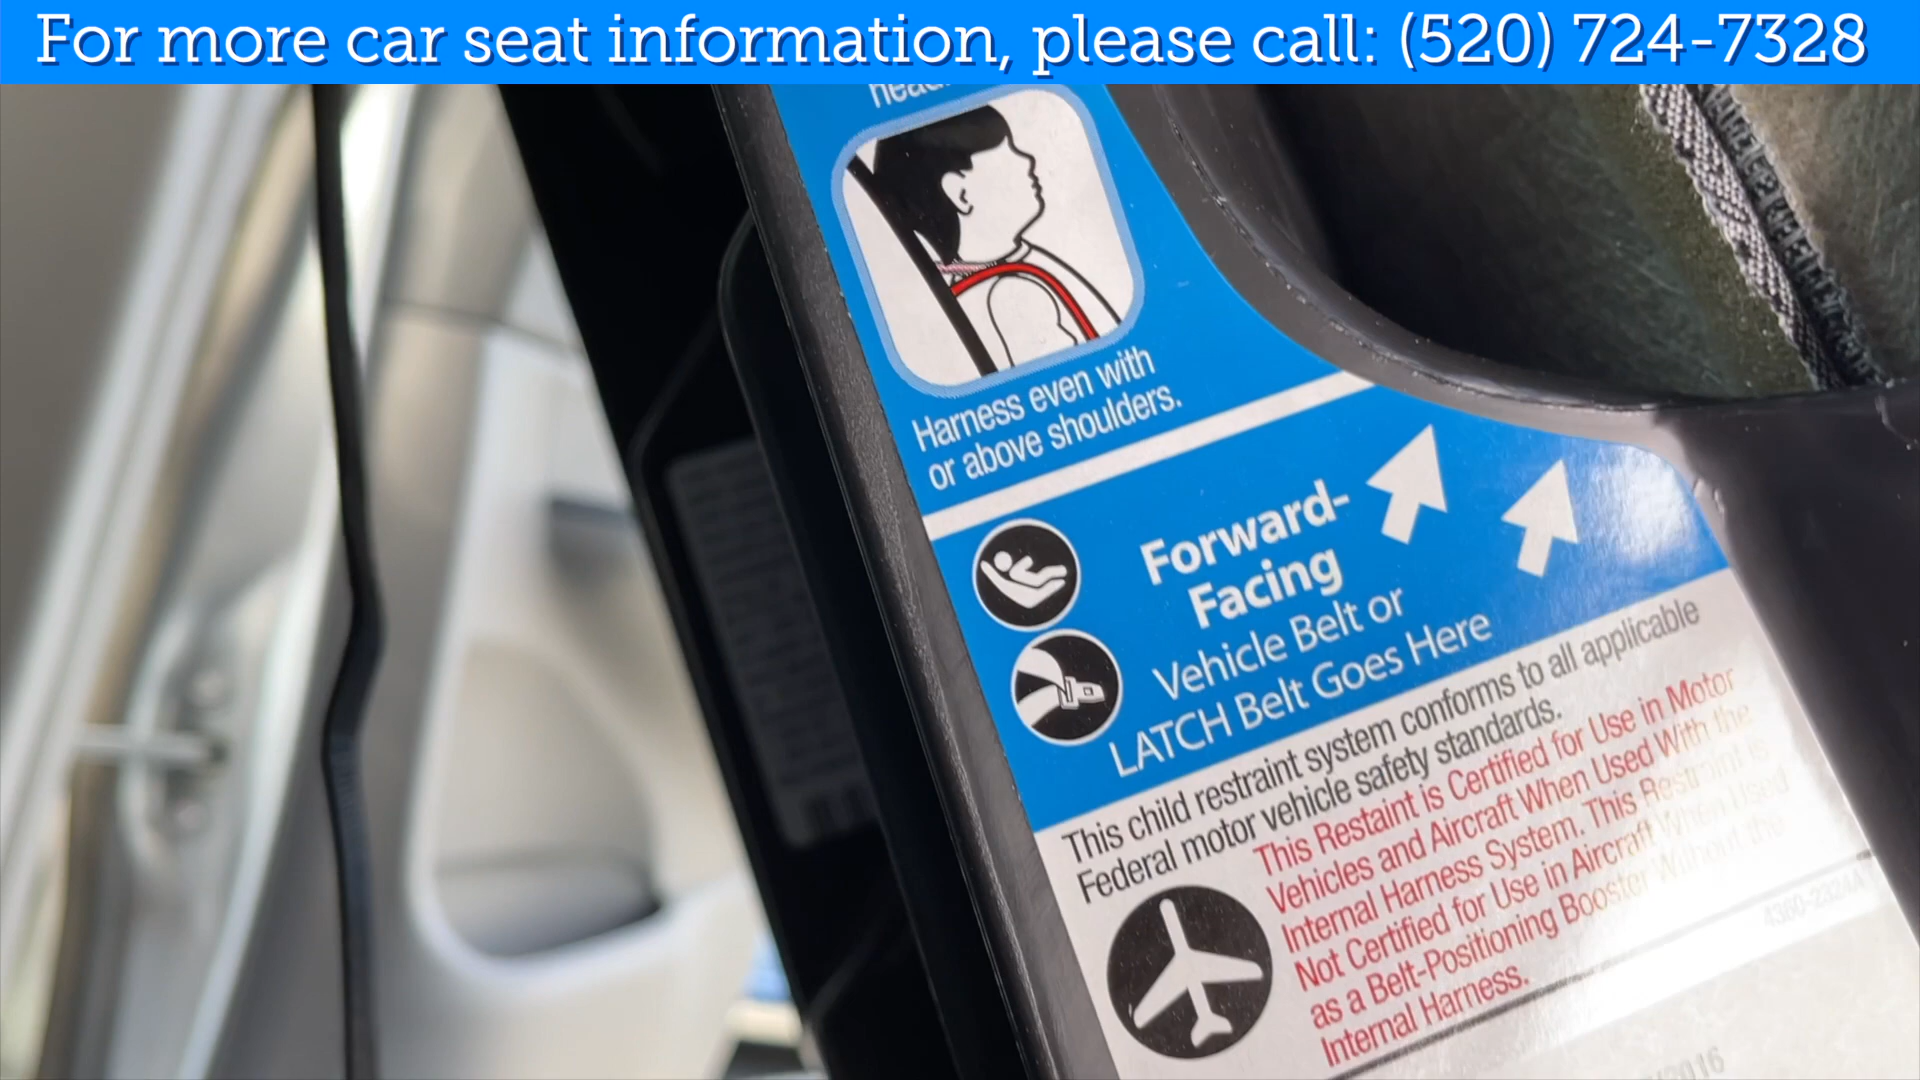 For more car seat information, please call: (520) 724-7328
Harness even with
or above shoulders.
Forward-
Facing
Vehicle Belt or
LATCH Belt Goes Here
This child restraint system conforms to all applicable
Federal motor vehicle safety standards.
This Restaint is Certified for Use in Motor
Vehicles and Aircraft When Used With the
Internal Harness System. This Restraint is
Not Certified for Use in Aircraft When Used
as a Belt-Positioning Booster Without the
Internal Harness.